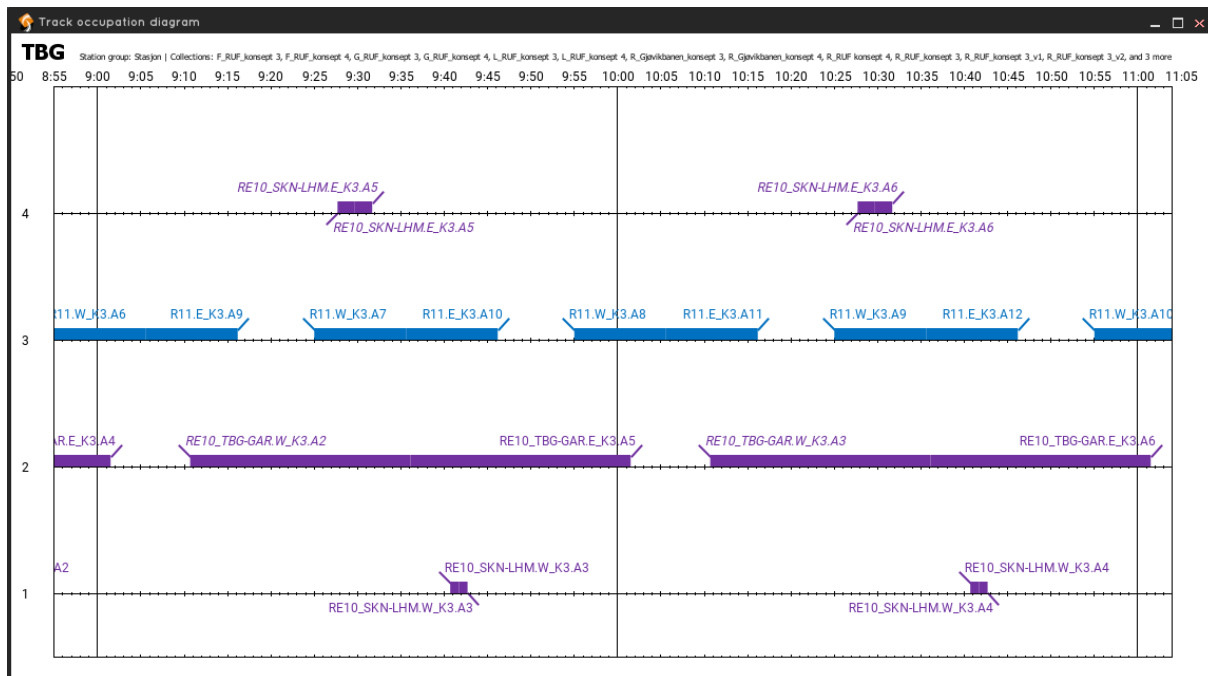 Track occupation diagram
TBG Station group: Stasjon | Collections: F_RUF_konsept 3, F_RUF_konsept 4, G_RUF_konsept 3, G_RUF_konsept 4, L_RUF_konsept 3, L_RUF_konsept 4, R_Gjøvikbanen_konsept 3, R_Gjøvikbanen_konsept 4, R_RUF konsept 4, R_RUF_konsept 3, R_RUF_konsept 3_v1, R_RUF_konsept 3_v2, and 3 more
50 8:55 9:00 9:05 9:10 9:15 9:20 9:25 9:30 9:35 9:40 9:45 9:50 9:55 10:00 10:05 10:10 10:15 10:20 10:25 10:30 10:35 10:40 10:45 10:50 10:55 11:00 11:05
RE10_SKN-LHM.E_K3.A5 RE10_SKN-LHM.E_K3.A6
4
RE10_SKN-LHM.E_K3.A5 RE10_SKN-LHM.E_K3.A6
R11.W_K3.A6 R11.E_K3.A9 R11.W_K3.A7 R11.E_K3.A10 R11.W_K3.A8 R11.E_K3.A11 R11.W_K3.A9 R11.E_K3.A12 R11.W_K3.A10
3
AR.E_K3.A4 RE10_TBG-GAR.W_K3.A2 RE10_TBG-GAR.E_K3.A5 RE10_TBG-GAR.W_K3.A3 RE10_TBG-GAR.E_K3.A6
2
A2 RE10_SKN-LHM.W_K3.A3 RE10_SKN-LHM.W_K3.A4
1
RE10_SKN-LHM.W_K3.A3 RE10_SKN-LHM.W_K3.A4